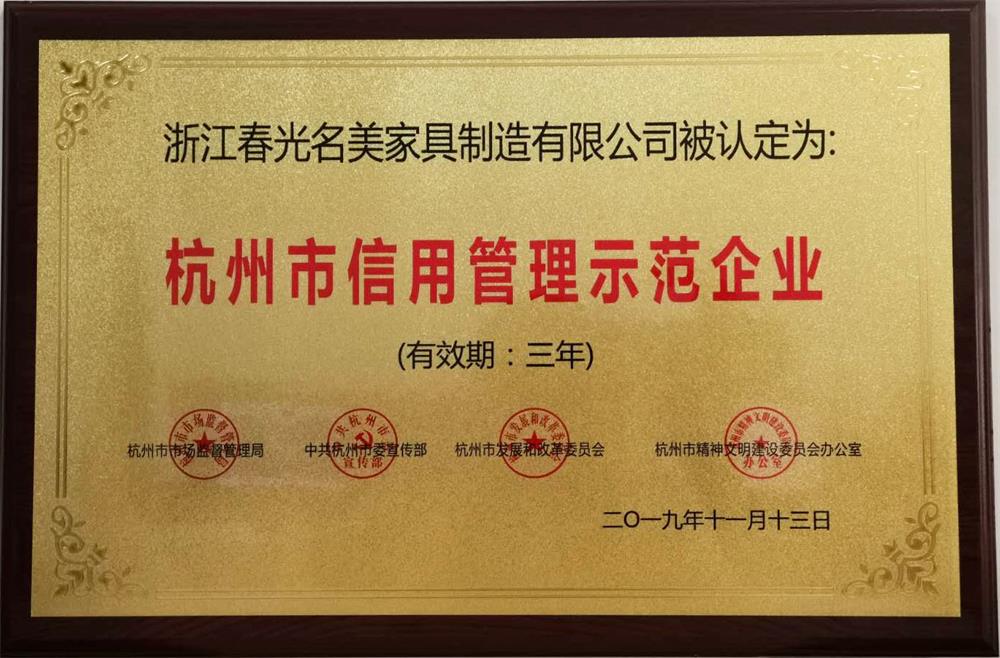 浙江春光名美家具制造有限公司被认定为:
杭州市信用管理示范企业
(有效期：三年)
杭州市市场监督管理局 中共杭州市委宣传部 杭州市发展和改革委员会 杭州市精神文明建设委员会办公室
二〇一九年十一月十三日